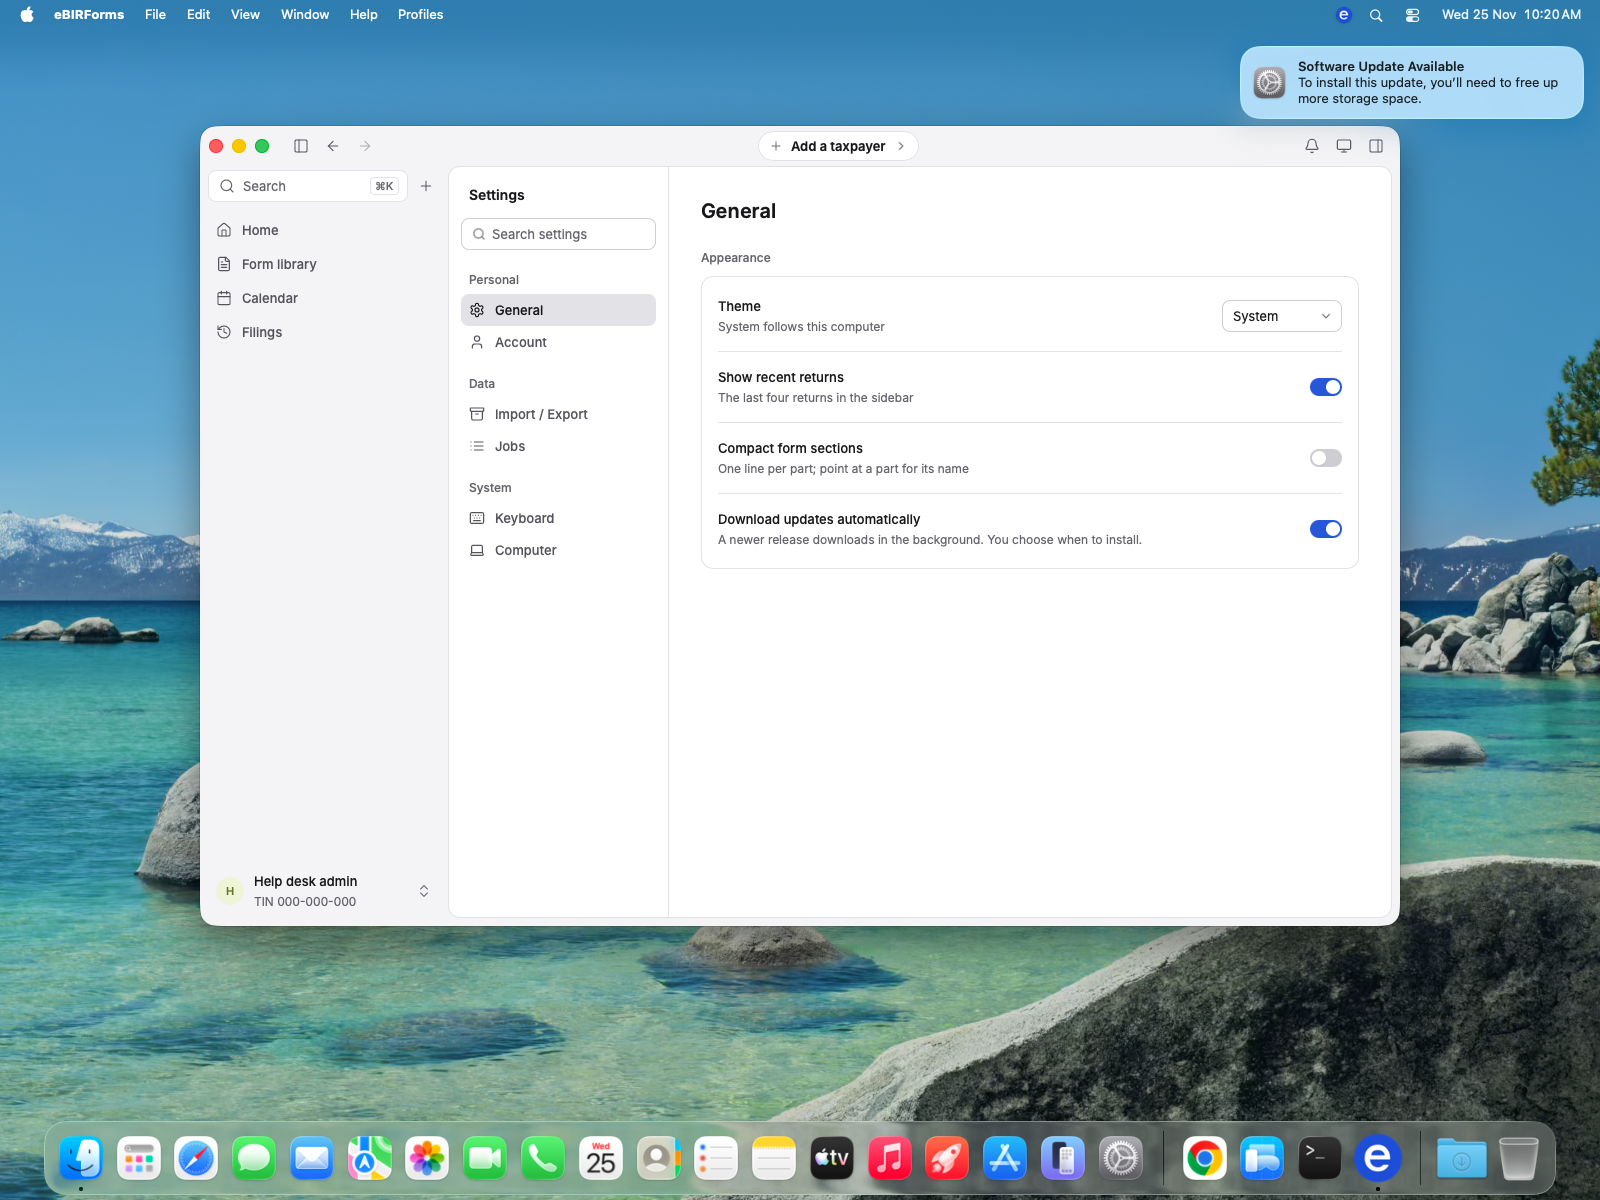 eBIRForms File Edit View Window Help Profiles
e Wed 25 Nov 10:20 AM
Software Update Available
To install this update, you'll need to free up
more storage space.
Add a taxpayer
Search ⌘K
Home
Form library
Calendar
Filings
Help desk admin
H
TIN 000-000-000
Settings
Search settings
Personal
General
Account
Data
Import / Export
Jobs
System
Keyboard
Computer
General
Appearance
Theme
System follows this computer
System
Show recent returns
The last four returns in the sidebar
Compact form sections
One line per part; point at a part for its name
Download updates automatically
A newer release downloads in the background. You choose when to install.
Wed
25
tv
>_
e